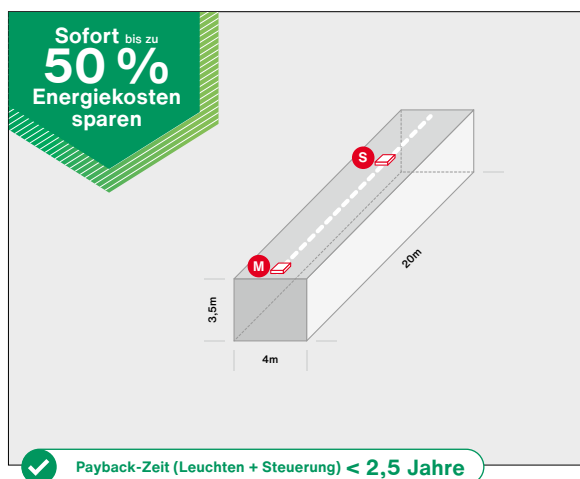 Sofort bis zu
50 %
Energiekosten
sparen
S
M
20m
3,5m
4m
Payback-Zeit (Leuchten + Steuerung) < 2,5 Jahre